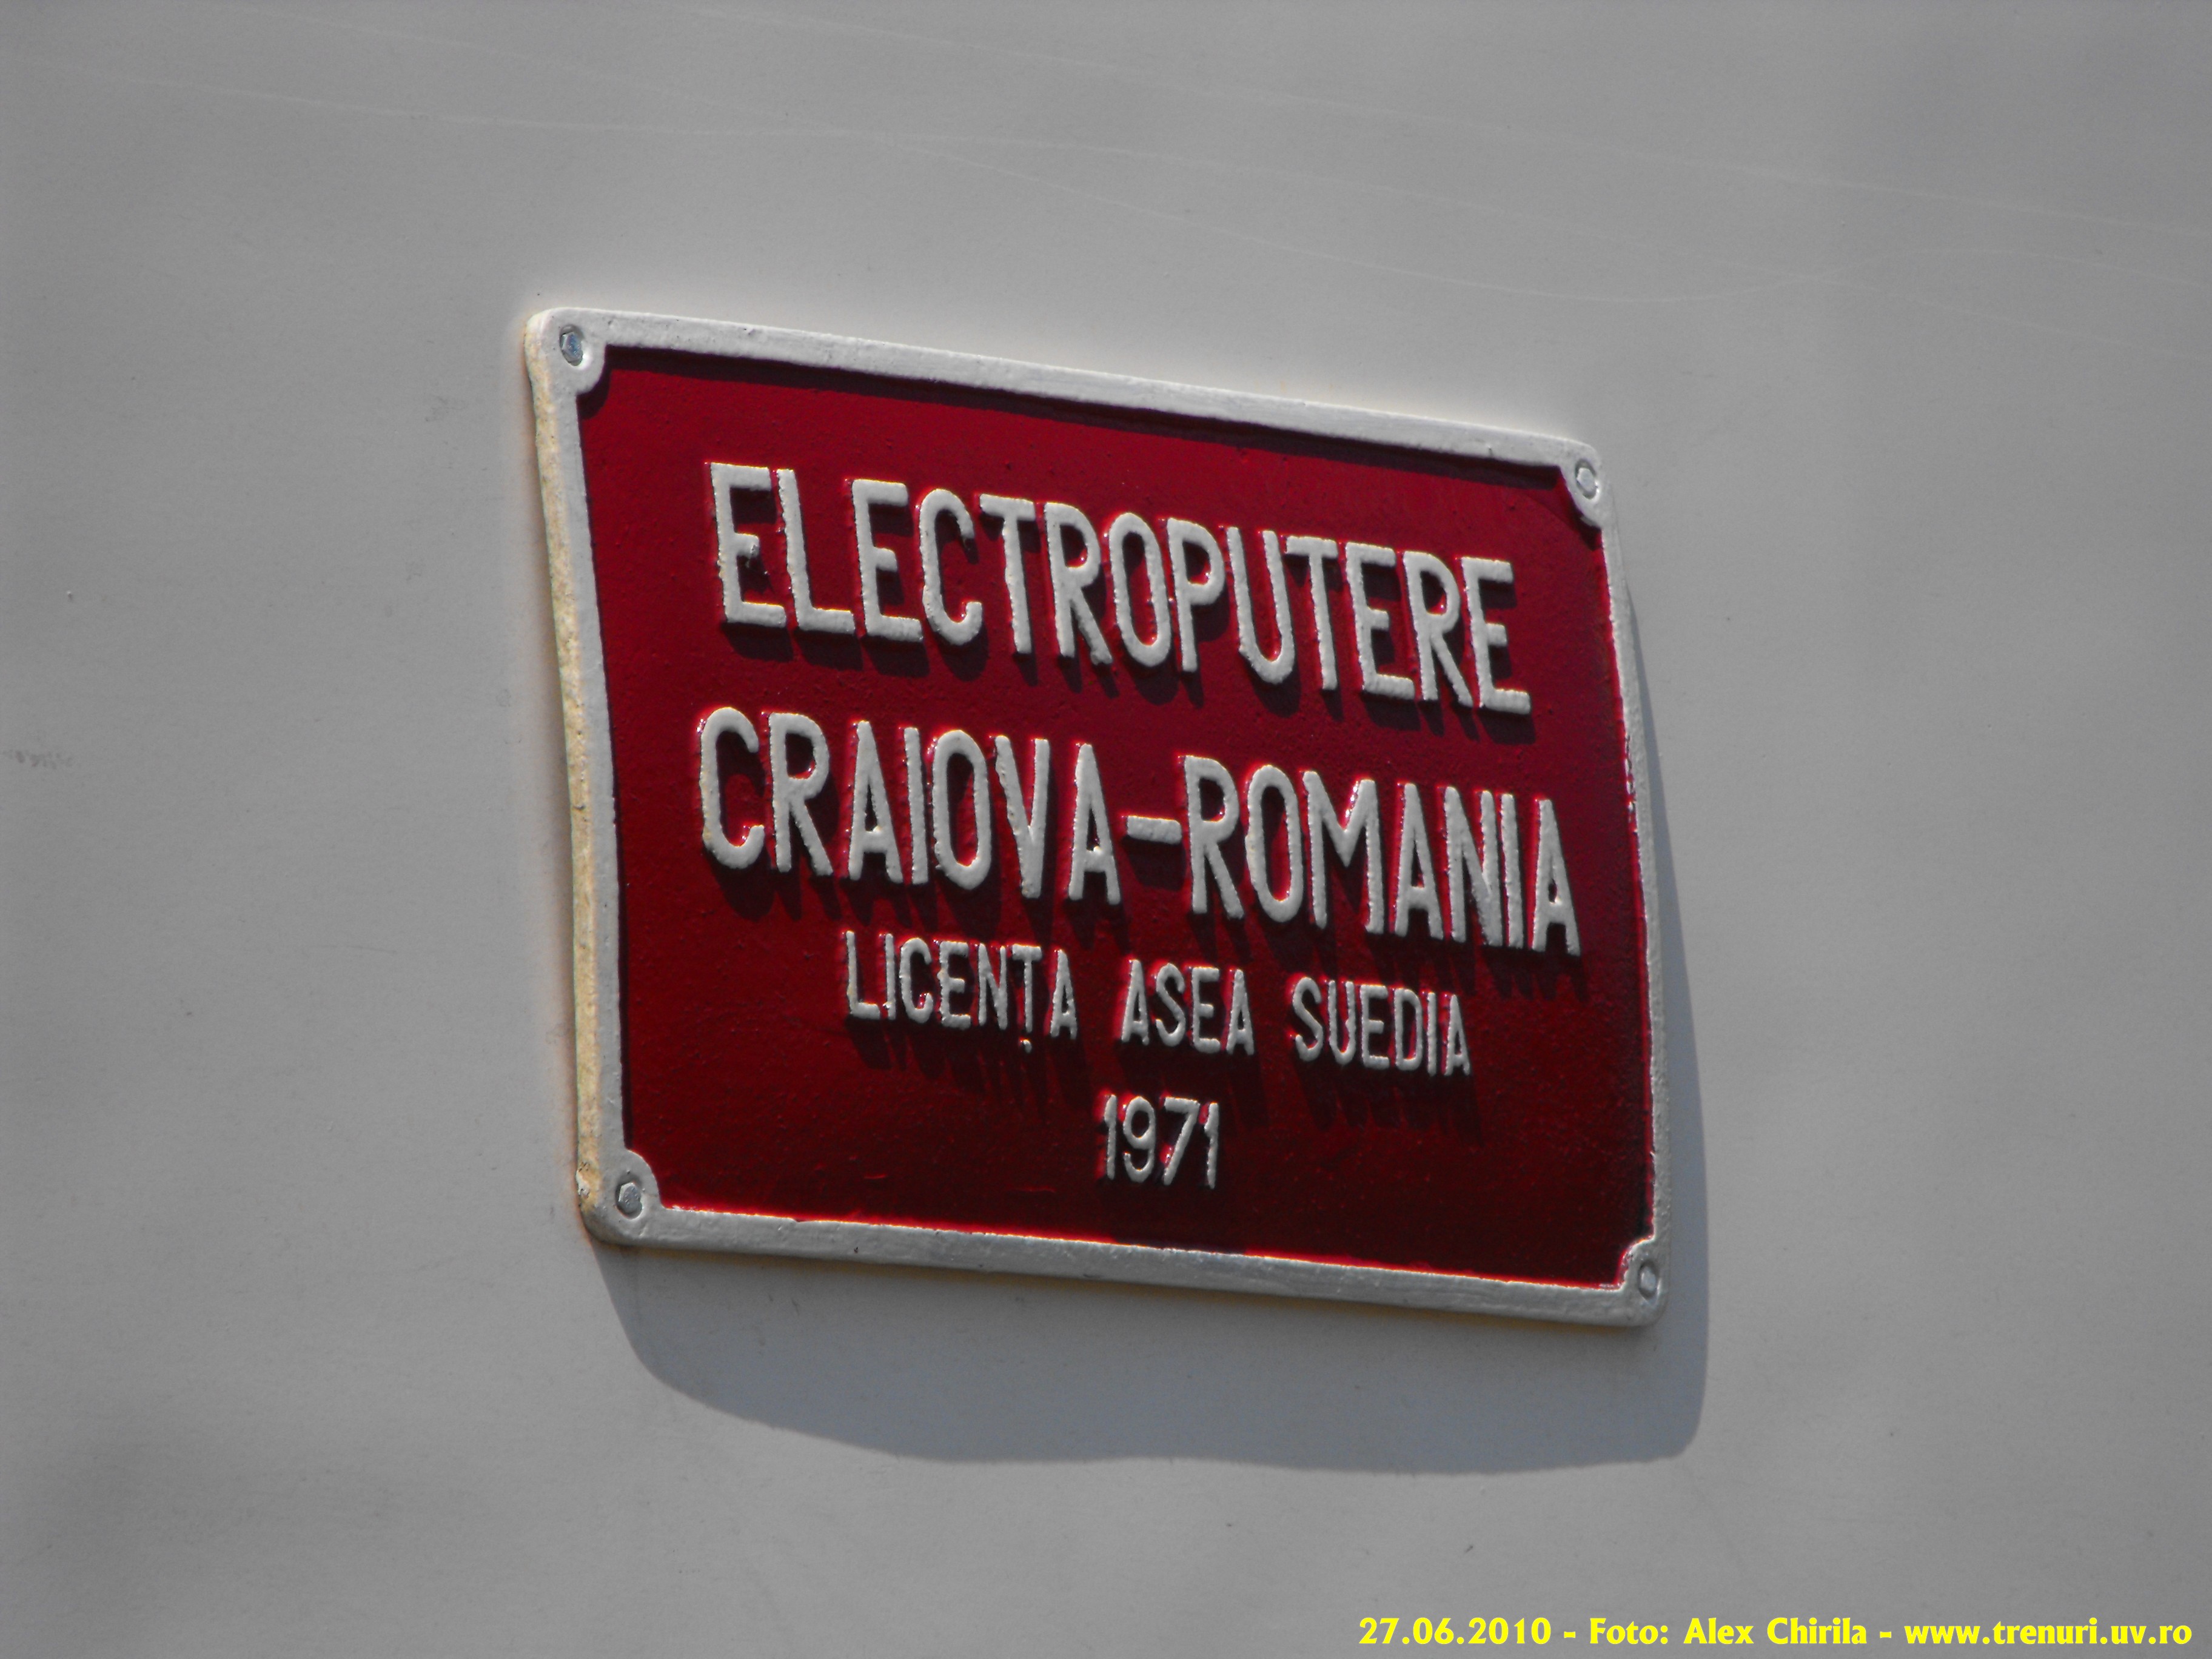 ELECTROPUTERE
CRAIOVA-ROMANIA
LICENȚA ASEA SUEDIA
1971
27.06.2010 - Foto: Alex Chirila - www.trenuri.uv.ro